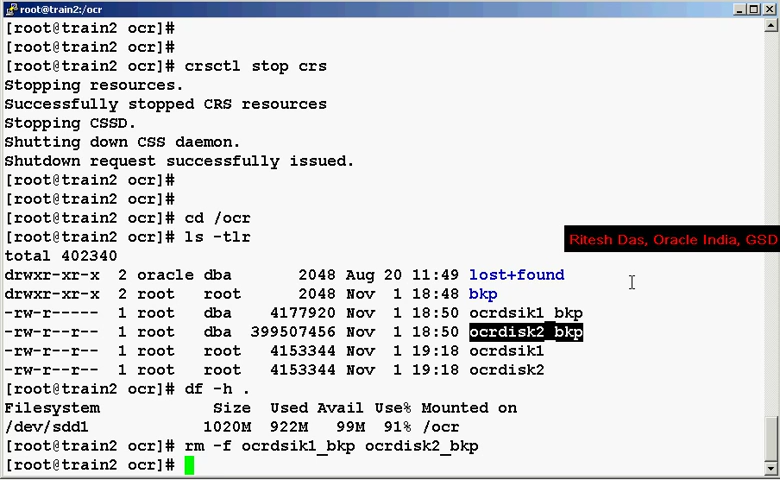 root@train2:/ocr
[root@train2 ocr]#
[root@train2 ocr]#
[root@train2 ocr]# crsctl stop crs
Stopping resources.
Successfully stopped CRS resources
Stopping CSSD.
Shutting down CSS daemon.
Shutdown request successfully issued.
[root@train2 ocr]#
[root@train2 ocr]#
[root@train2 ocr]# cd /ocr
[root@train2 ocr]# ls -tlr
Ritesh Das, Oracle India, GSD
total 402340
drwxr-xr-x 2 oracle dba 2048 Aug 20 11:49 lost+found
drwxr-xr-x 2 root root 2048 Nov 1 18:48 bkp
-rw-r----- 1 root dba 4177920 Nov 1 18:50 ocrdsik1_bkp
-rw-r----- 1 root dba 399507456 Nov 1 18:50 ocrdisk2_bkp
-rw-r--r-- 1 root root 4153344 Nov 1 19:18 ocrdsik1
-rw-r--r-- 1 root root 4153344 Nov 1 19:18 ocrdisk2
[root@train2 ocr]# df -h .
Filesystem Size Used Avail Use% Mounted on
/dev/sdd1 1020M 922M 99M 91% /ocr
[root@train2 ocr]# rm -f ocrdsik1_bkp ocrdisk2_bkp
[root@train2 ocr]#